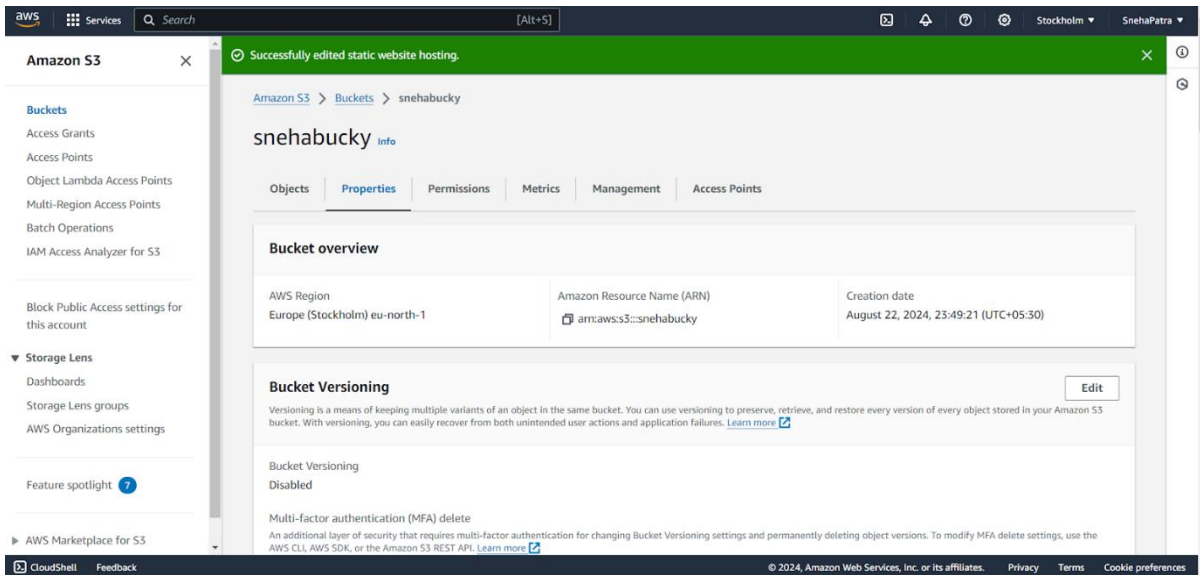 aws Services Search [Alt+S] Stockholm ▼ SnehaPatra ▼
Amazon S3
Buckets
Access Grants
Access Points
Object Lambda Access Points
Multi-Region Access Points
Batch Operations
IAM Access Analyzer for S3
Block Public Access settings for
this account
▼ Storage Lens
Dashboards
Storage Lens groups
AWS Organizations settings
Feature spotlight 7
▶ AWS Marketplace for S3
Successfully edited static website hosting.
Amazon S3 > Buckets > snehabucky
snehabucky Info
Objects Properties Permissions Metrics Management Access Points
Bucket overview
AWS Region
Europe (Stockholm) eu-north-1
Amazon Resource Name (ARN)
arn:aws:s3:::snehabucky
Creation date
August 22, 2024, 23:49:21 (UTC+05:30)
Bucket Versioning
Edit
Versioning is a means of keeping multiple variants of an object in the same bucket. You can use versioning to preserve, retrieve, and restore every version of every object stored in your Amazon S3
bucket. With versioning, you can easily recover from both unintended user actions and application failures. Learn more
Bucket Versioning
Disabled
Multi-factor authentication (MFA) delete
An additional layer of security that requires multi-factor authentication for changing Bucket Versioning settings and permanently deleting object versions. To modify MFA delete settings, use the
AWS CLI, AWS SDK, or the Amazon S3 REST API. Learn more
CloudShell Feedback © 2024, Amazon Web Services, Inc. or its affiliates. Privacy Terms Cookie preferences